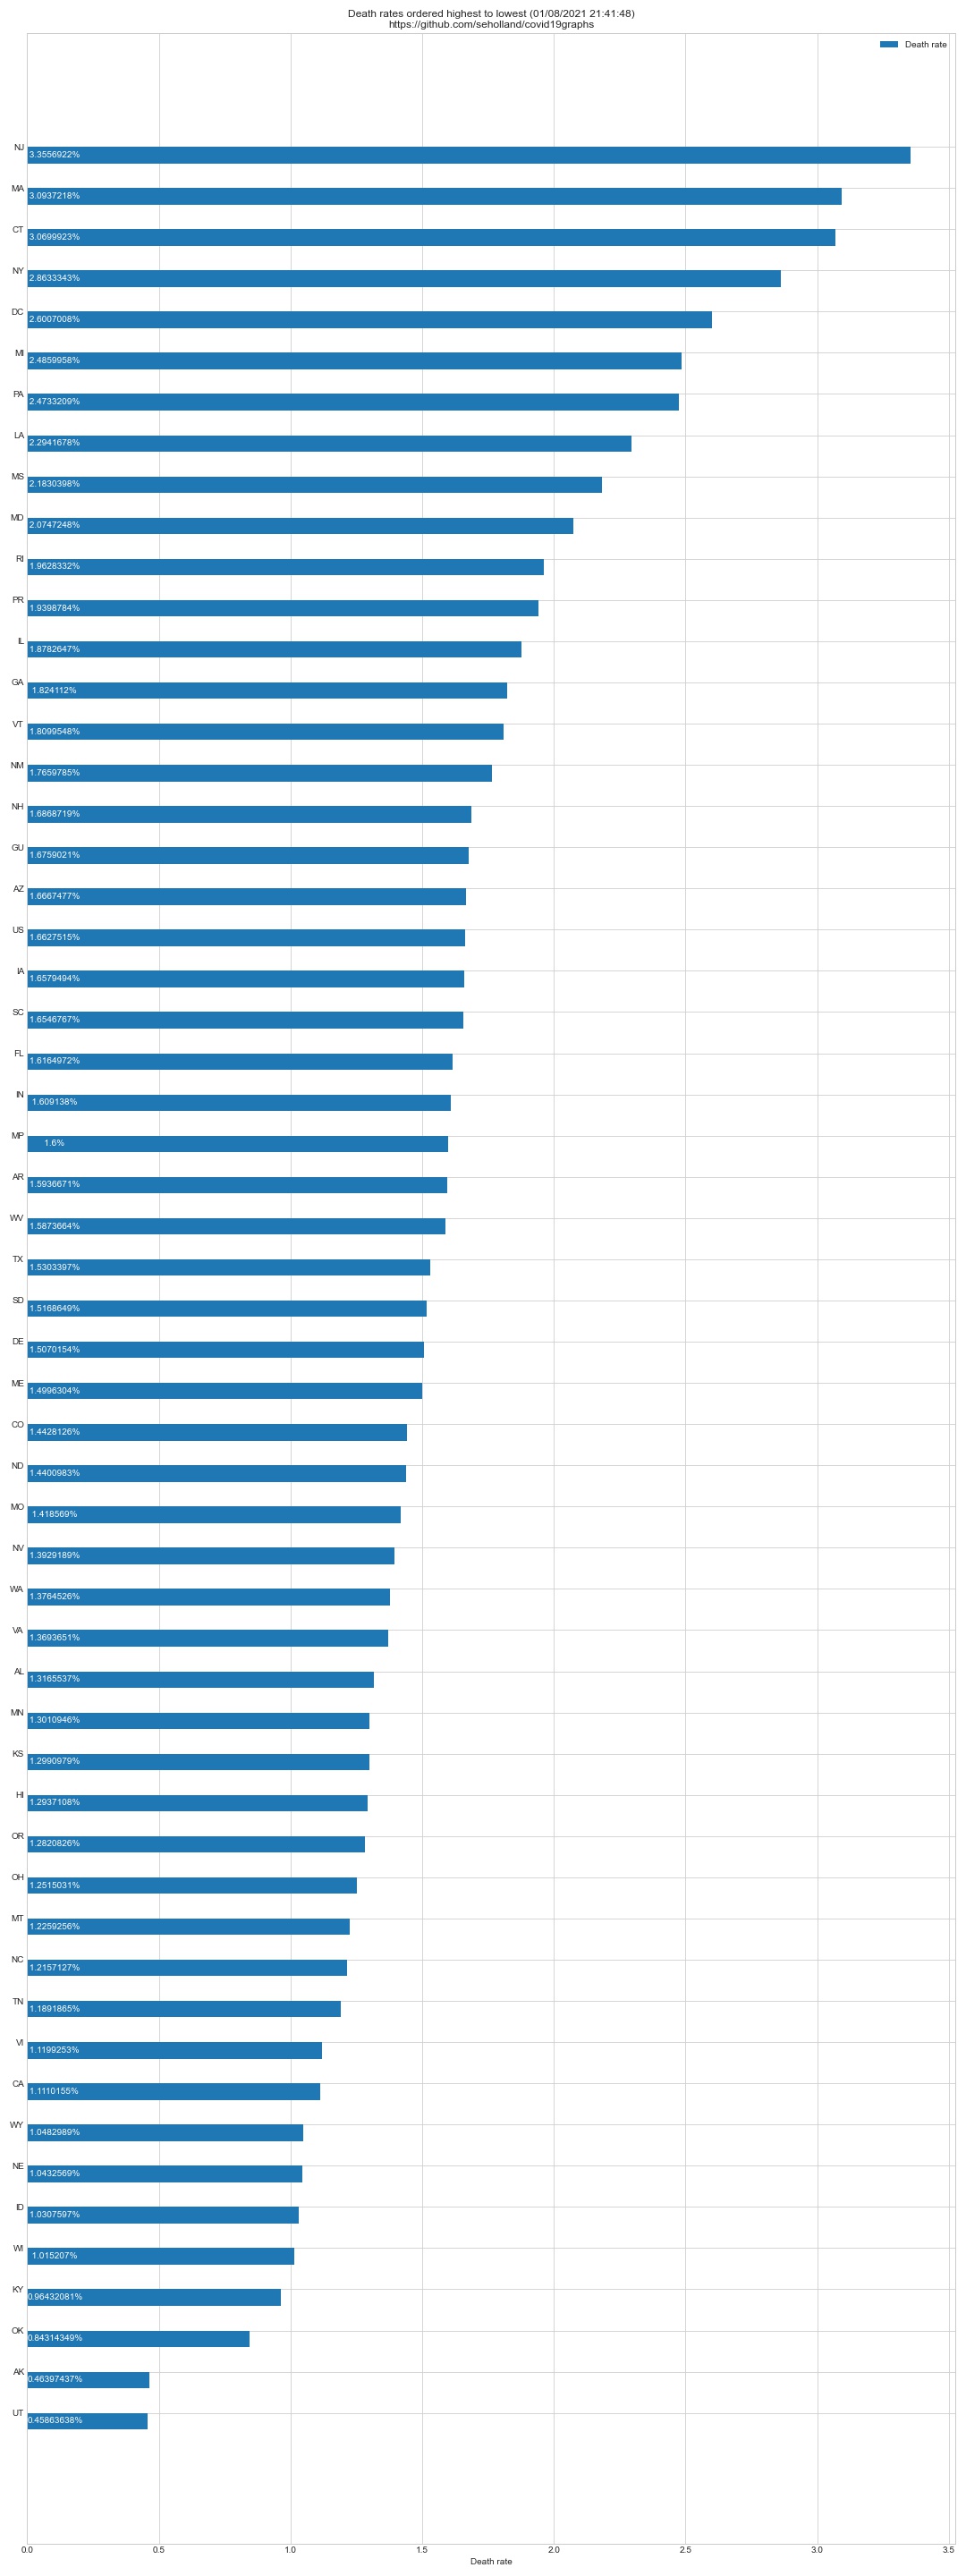 Death rates ordered highest to lowest (01/08/2021 21:41:48)
https://github.com/seholland/covid19graphs
Death rate
NJ 3.3556922%
MA 3.0937218%
CT 3.0699923%
NY 2.8633343%
DC 2.6007008%
MI 2.4859958%
PA 2.4733209%
LA 2.2941678%
MS 2.1830398%
MD 2.0747248%
RI 1.9628332%
PR 1.9398784%
IL 1.8782647%
GA 1.824112%
VT 1.8099548%
NM 1.7659785%
NH 1.6868719%
GU 1.6759021%
AZ 1.6667477%
US 1.6627515%
IA 1.6579494%
SC 1.6546767%
FL 1.6164972%
IN 1.609138%
MP 1.6%
AR 1.5936671%
WV 1.5873664%
TX 1.5303397%
SD 1.5168649%
DE 1.5070154%
ME 1.4996304%
CO 1.4428126%
ND 1.4400983%
MO 1.418569%
NV 1.3929189%
WA 1.3764526%
VA 1.3693651%
AL 1.3165537%
MN 1.3010946%
KS 1.2990979%
HI 1.2937108%
OR 1.2820826%
OH 1.2515031%
MT 1.2259256%
NC 1.2157127%
TN 1.1891865%
VI 1.1199253%
CA 1.1110155%
WY 1.0482989%
NE 1.0432569%
ID 1.0307597%
WI 1.015207%
KY 0.96432081%
OK 0.84314349%
AK 0.46397437%
UT 0.45863638%
0.0 0.5 1.0 1.5 2.0 2.5 3.0 3.5
Death rate